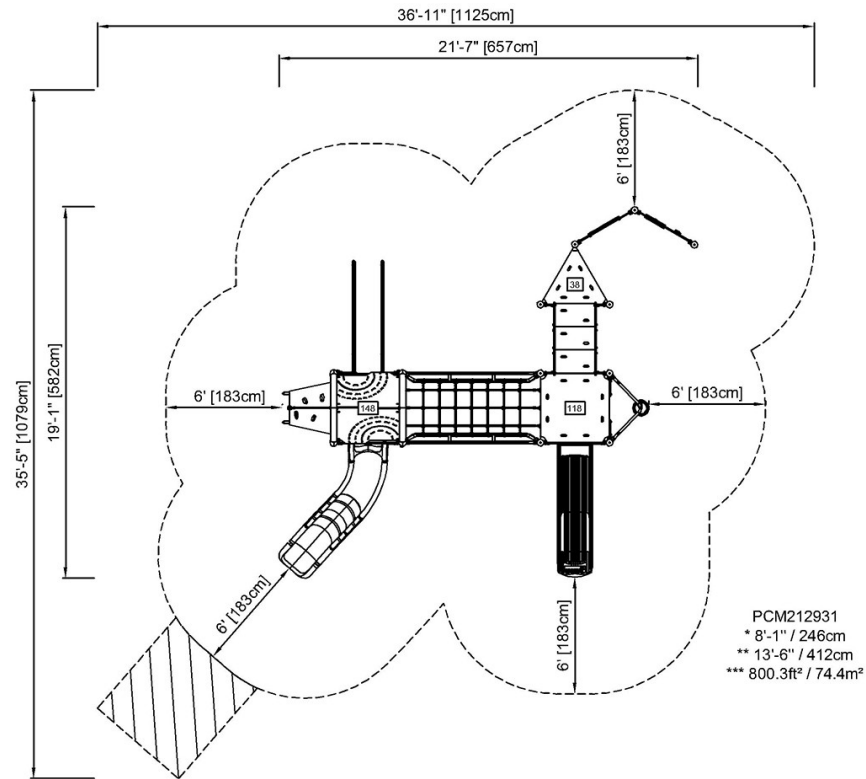 36'-11" [1125cm]
21'-7" [657cm]
6' [183cm]
35'-5" [1079cm]
19'-1" [582cm]
38
6' [183cm]
148
118
6' [183cm]
6' [183cm]
6' [183cm]
PCM212931
* 8'-1" / 246cm
** 13'-6" / 412cm
*** 800.3ft² / 74.4m²